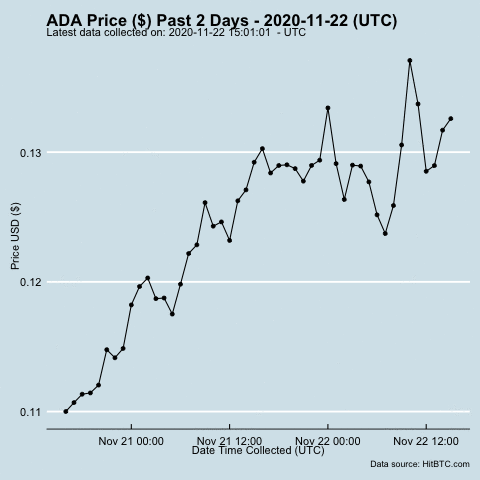 ADA Price ($) Past 2 Days - 2020-11-22 (UTC)
Latest data collected on: 2020-11-22 15:01:01 - UTC
0.13
0.12
0.11
Price USD ($)
Nov 21 00:00 Nov 21 12:00 Nov 22 00:00 Nov 22 12:00
Date Time Collected (UTC)
Data source: HitBTC.com